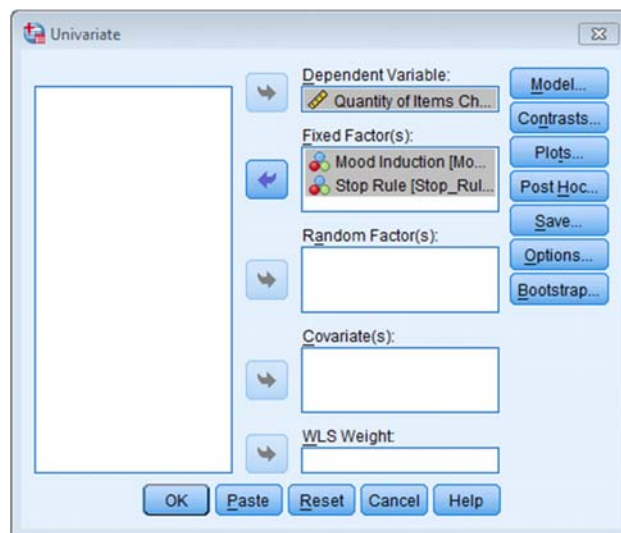 Univariate
Dependent Variable:
Quantity of Items Ch...
Fixed Factor(s):
Mood Induction [Mo...
Stop Rule [Stop_Rul...
Random Factor(s):
Covariate(s):
WLS Weight:
Model...
Contrasts...
Plots...
Post Hoc...
Save...
Options...
Bootstrap...
OK Paste Reset Cancel Help